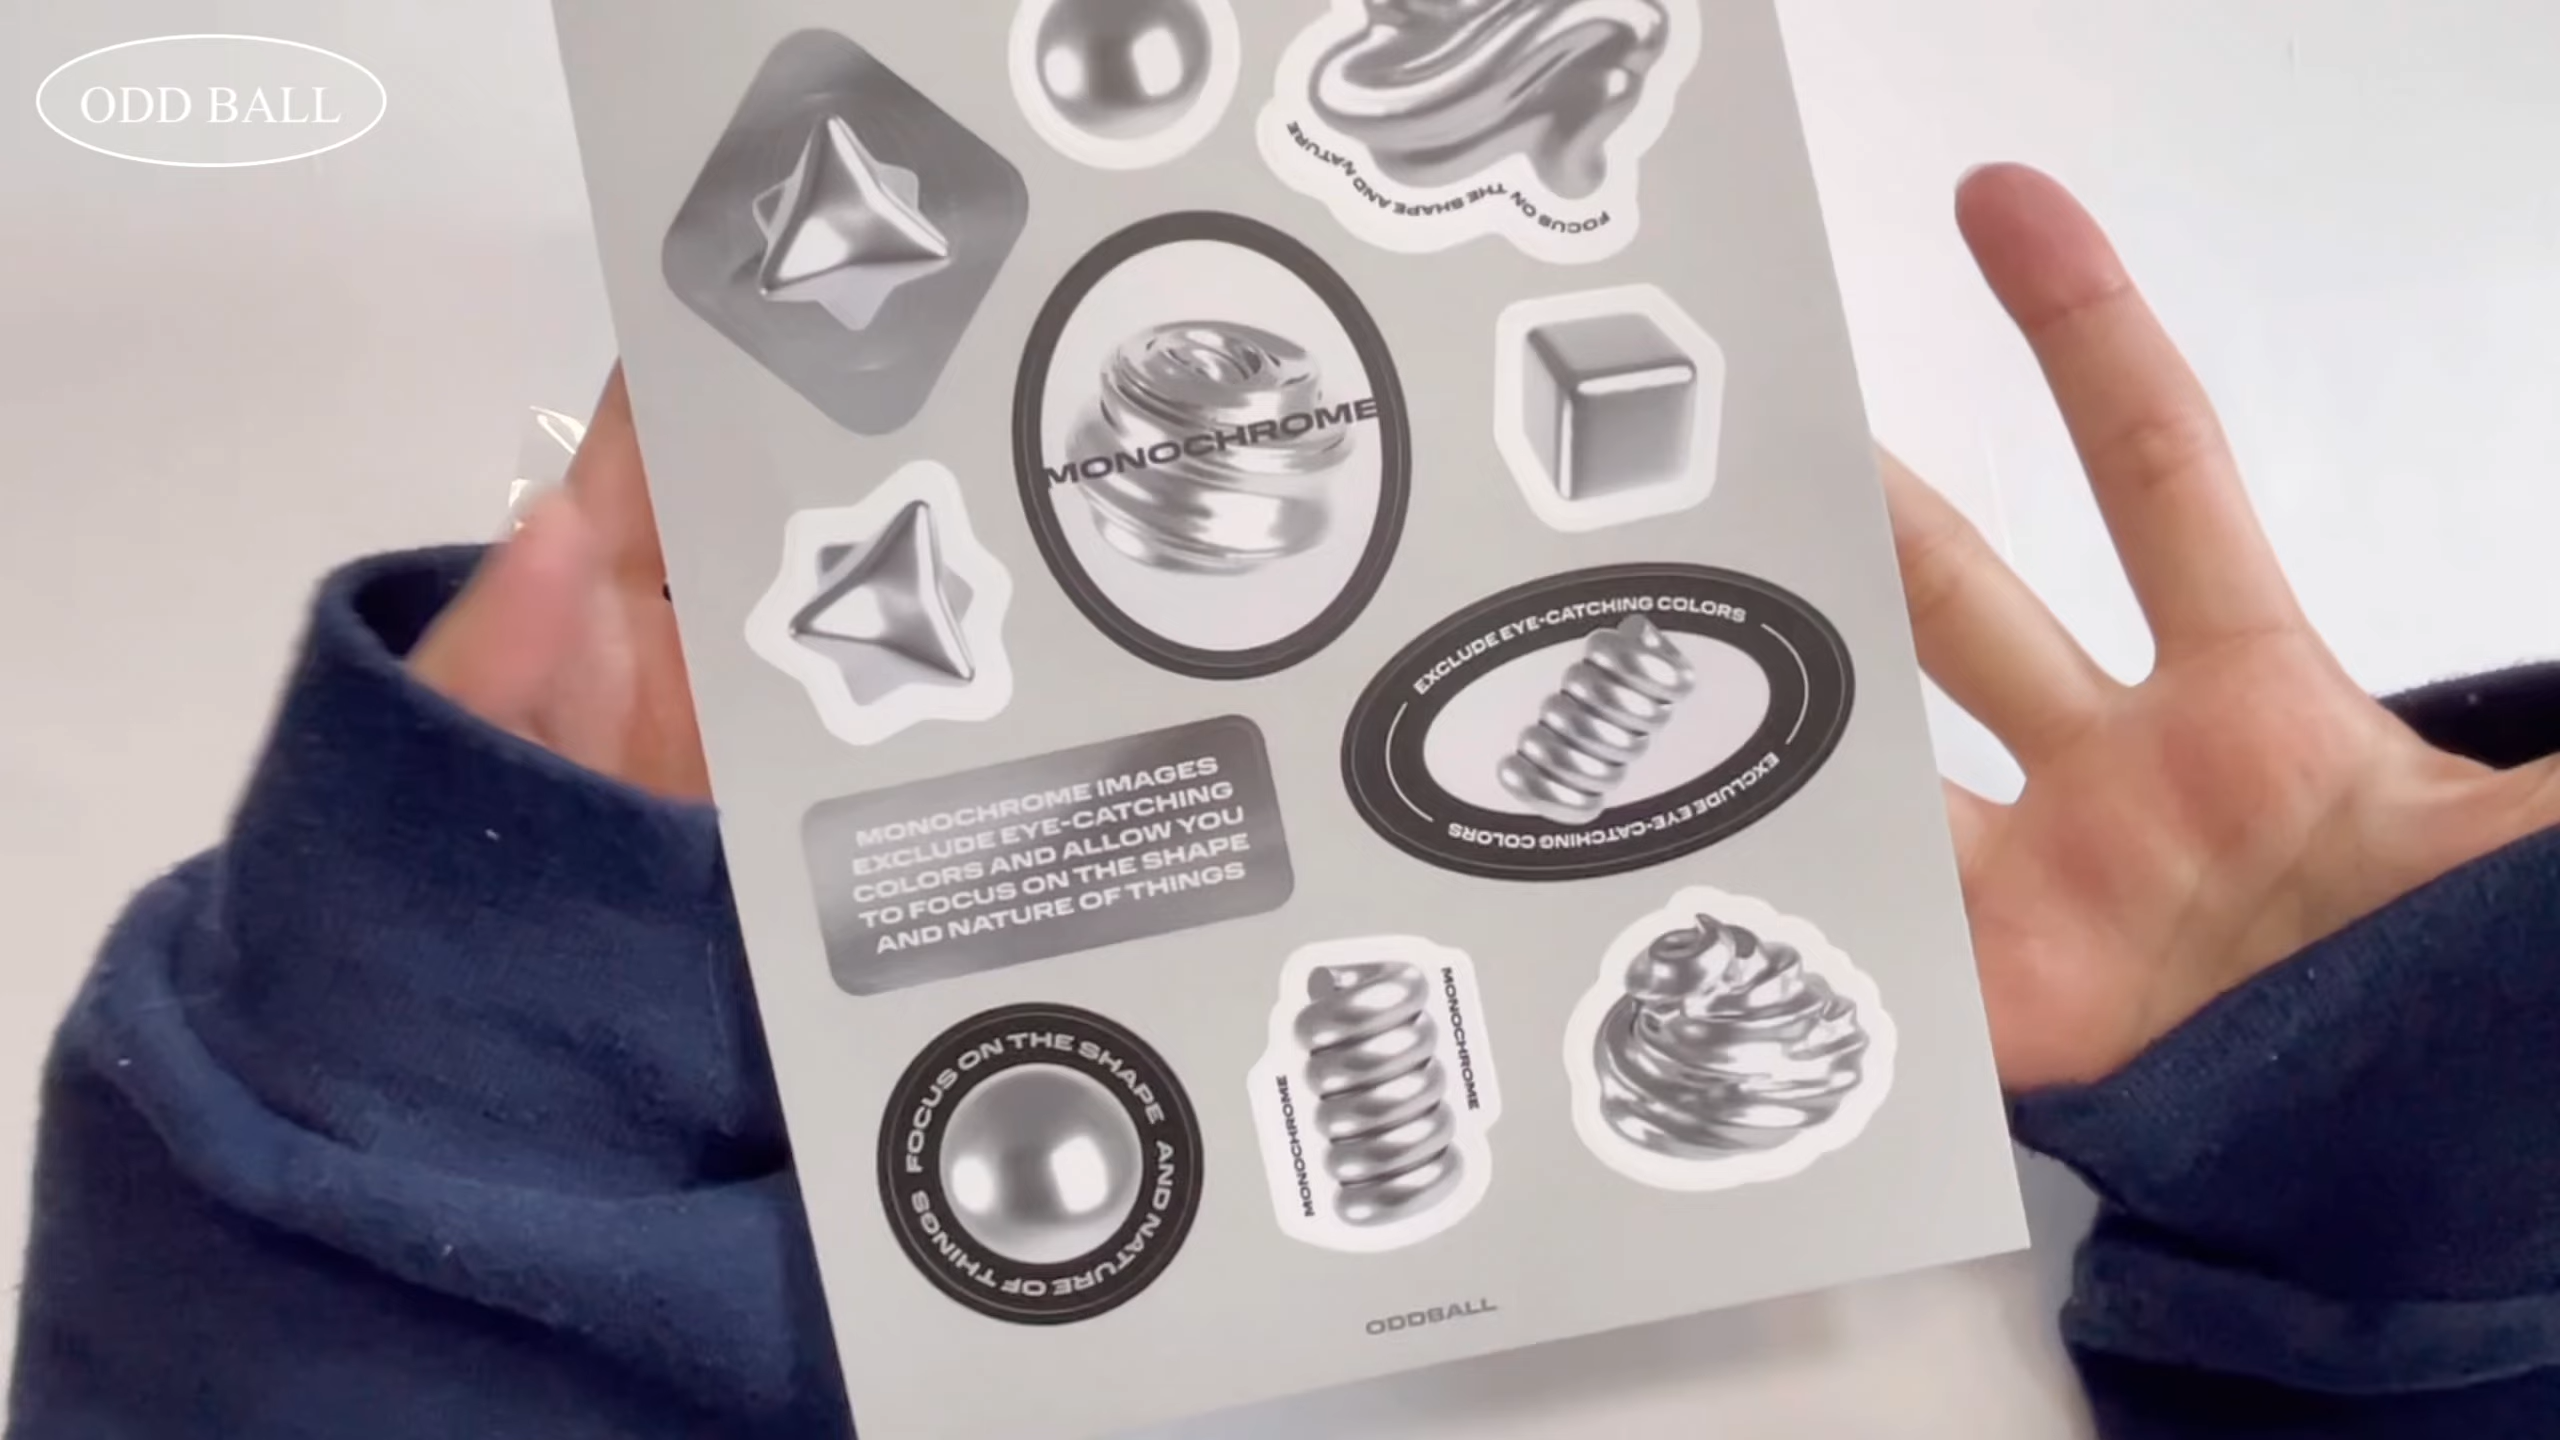 ODD BALL
FOCUS ON THE SHAPE AND NATURE
MONOCHROME
EXCLUDE EYE-CATCHING COLORS
EXCLUDE EYE-CATCHING COLORS
MONOCHROME IMAGES
EXCLUDE EYE-CATCHING
COLORS AND ALLOW YOU
TO FOCUS ON THE SHAPE
AND NATURE OF THINGS
FOCUS ON THE SHAPE AND NATURE OF THINGS
MONOCHROME
MONOCHROME
ODDBALL